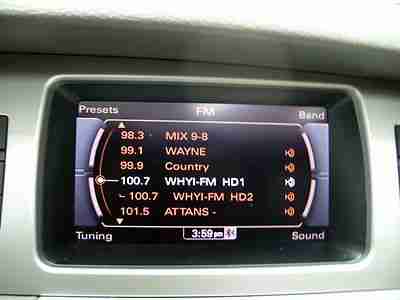 Presets FM Band
98.3 MIX 9-8
99.1 WAYNE
99.9 Country
100.7 WHYI-FM HD1
100.7 WHYI-FM HD2
101.5 ATTANS -
Tuning 3:59pm Sound